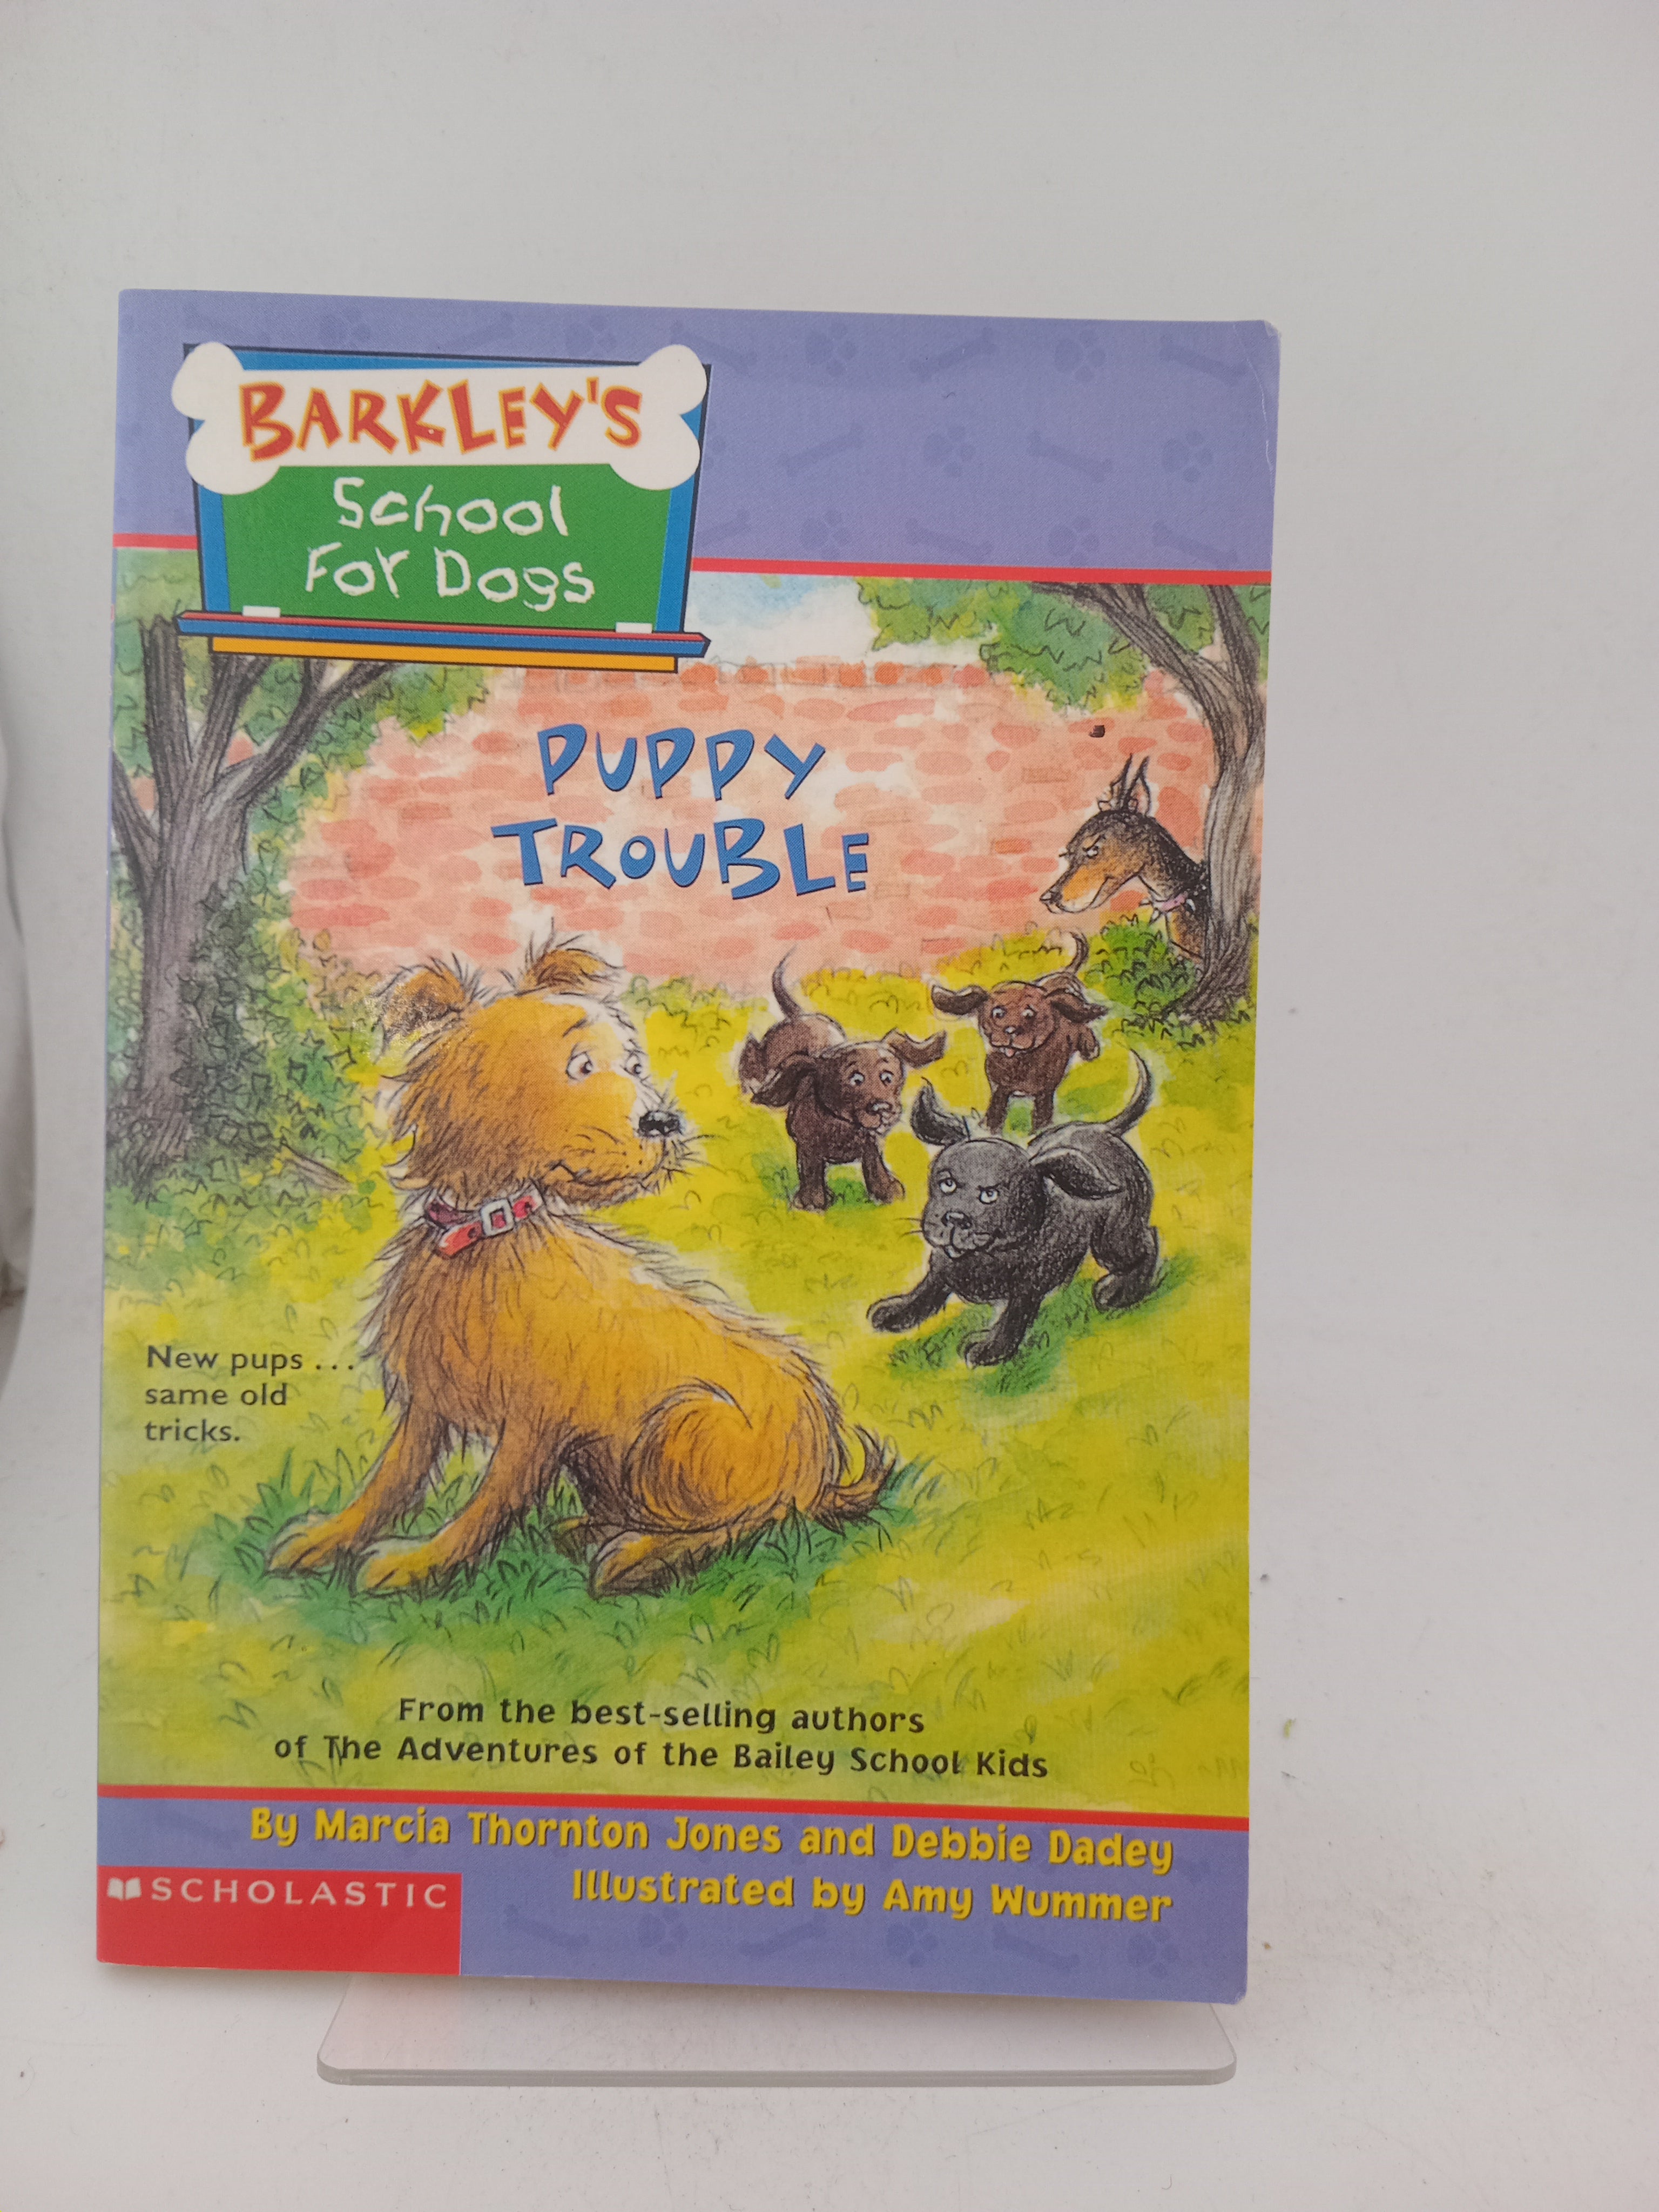 BARKLEY'S
School
For Dogs
PUPPY
TROUBLE
New pups . . .
same old
tricks.
From the best-selling authors
of The Adventures of the Bailey School Kids
By Marcia Thornton Jones and Debbie Dadey
Illustrated by Amy Wummer
SCHOLASTIC